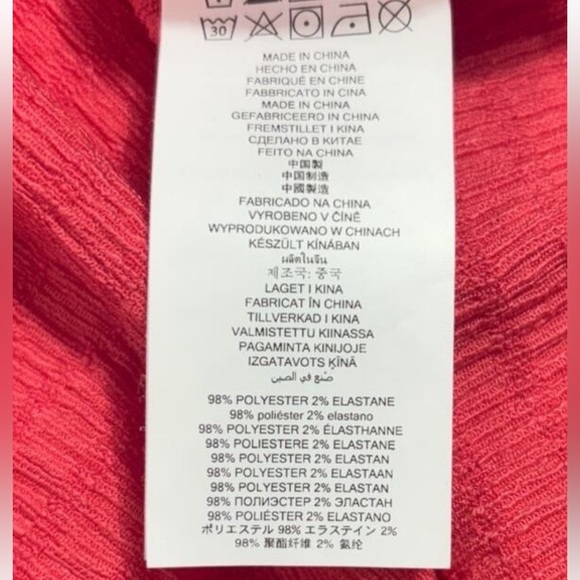 30
MADE IN CHINA
HECHO EN CHINA
FABRIQUÉ EN CHINE
FABBRICATO IN CINA
MADE IN CHINA
GEFABRICEERD IN CHINA
FREMSTILLET I KINA
СДЕЛАНО В КИТАЕ
FEITO NA CHINA
中国製
中国制造
中國製造
FABRICADO NA CHINA
VYROBENO V ČÍNĚ
WYPRODUKOWANO W CHINACH
KÉSZÜLT KÍNÁBAN
ผลิตในจีน
제조국: 중국
LAGET I KINA
FABRICAT ÎN CHINA
TILLVERKAD I KINA
VALMISTETTU KIINASSA
PAGAMINTA KINIJOJE
IZGATAVOTS ĶĪNĀ
صنع في الصين
98% POLYESTER 2% ELASTANE
98% poliéster 2% elastano
98% POLYESTER 2% ÉLASTHANNE
98% POLIESTERE 2% ELASTANE
98% POLYESTER 2% ELASTAN
98% POLYESTER 2% ELASTAAN
98% POLYESTER 2% ELASTAN
98% ПОЛИЭСТЕР 2% ЭЛАСТАН
98% POLIÉSTER 2% ELASTANO
ポリエステル 98% エラステイン 2%
98% 聚酯纤维 2% 氨纶